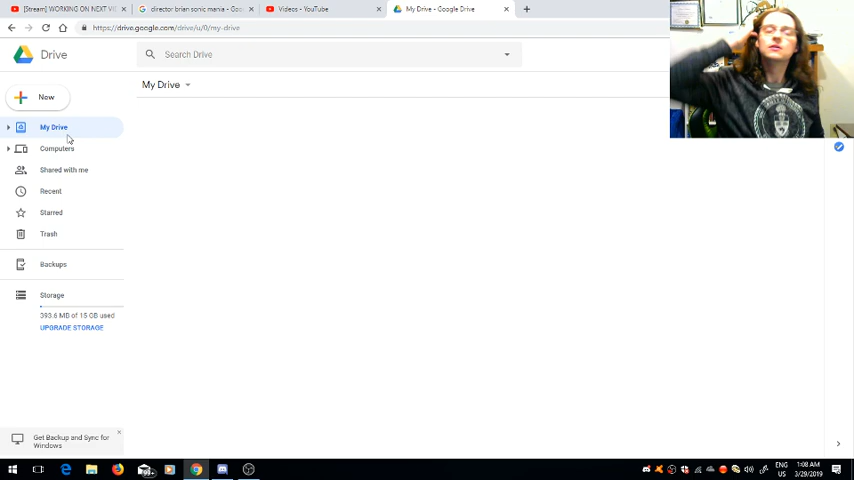 [Stream] WORKING ON NEXT VI
director brian sonic mania - Goo
Videos - YouTube
My Drive - Google Drive
https://drive.google.com/drive/u/0/my-drive
Drive
Search Drive
My Drive
New
My Drive
Computers
Shared with me
Recent
Starred
Trash
Backups
Storage
393.6 MB of 15 GB used
UPGRADE STORAGE
Get Backup and Sync for
Windows
99+
ENG
1:08 AM
US
3/29/2019